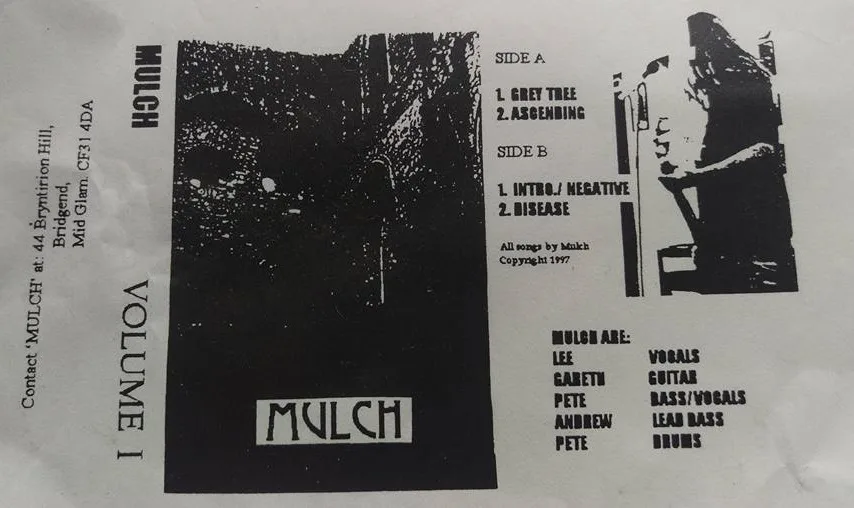 Contact 'MULCH' at: 44 Bryntirion Hill,
Bridgend,
Mid Glam. CF31 4DA
MULCH
VOLUME I
MULCH
SIDE A
1. GREY TREE
2. ASCENDING
SIDE B
1. INTRO./ NEGATIVE
2. DISEASE
All songs by Mulch
Copyright 1997
MULCH ARE:
LEE VOCALS
GARETH GUITAR
PETE BASS/VOCALS
ANDREW LEAD BASS
PETE DRUMS